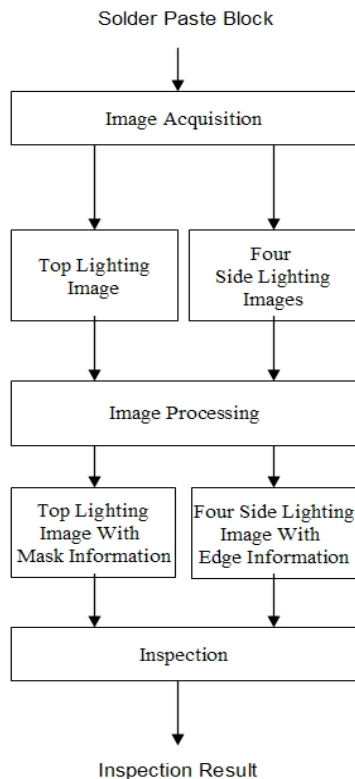 Solder Paste Block
Image Acquisition
Top Lighting
Image
Four
Side Lighting
Images
Image Processing
Top Lighting
Image With
Mask Information
Four Side Lighting
Image With
Edge Information
Inspection
Inspection Result